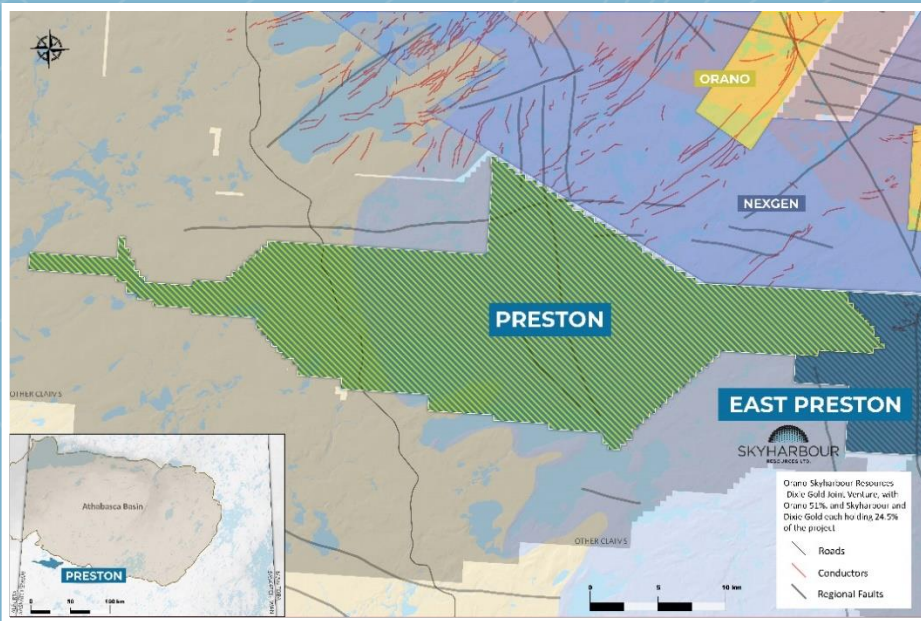 ORANO
NEXGEN
PRESTON
EAST PRESTON
SKYHARBOUR
RESOURCES LTD.
OTHER CLAIMS
OTHER CLAIMS
Athabasca Basin
PRESTON
0 50 100 km
Orano Skyharbour Resources
Dixie Gold Joint Venture, with
Orano 51%, and Skyharbour and
Dixie Gold each holding 24.5%
of the project
Roads
Conductors
Regional Faults
0 5 10 km